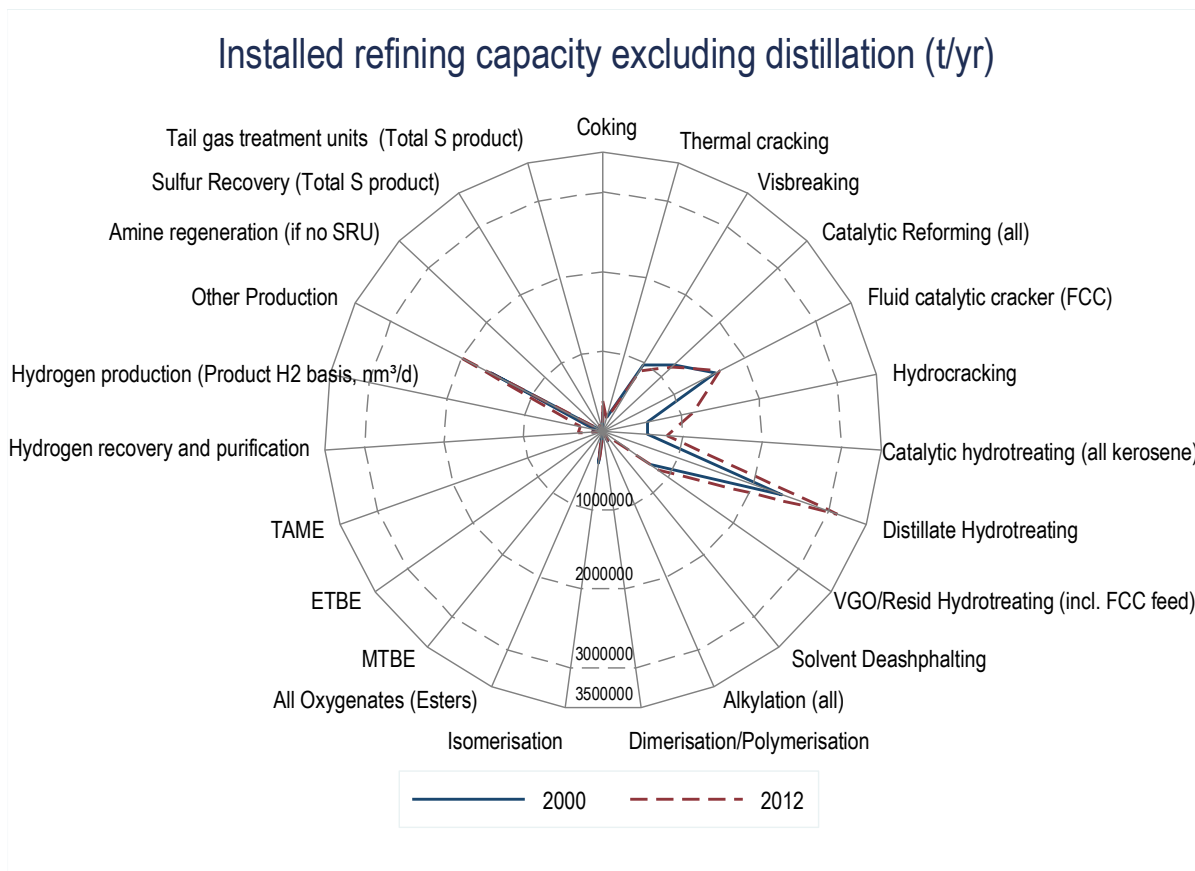 Installed refining capacity excluding distillation (t/yr)
Coking
Thermal cracking
Visbreaking
Catalytic Reforming (all)
Fluid catalytic cracker (FCC)
Hydrocracking
Catalytic hydrotreating (all kerosene)
Distillate Hydrotreating
VGO/Resid Hydrotreating (incl. FCC feed)
Solvent Deashphalting
Alkylation (all)
Dimerisation/Polymerisation
Isomerisation
All Oxygenates (Esters)
MTBE
ETBE
TAME
Hydrogen recovery and purification
Hydrogen production (Product H2 basis, nm³/d)
Other Production
Amine regeneration (if no SRU)
Sulfur Recovery (Total S product)
Tail gas treatment units (Total S product)
1000000
2000000
3000000
3500000
2000
2012